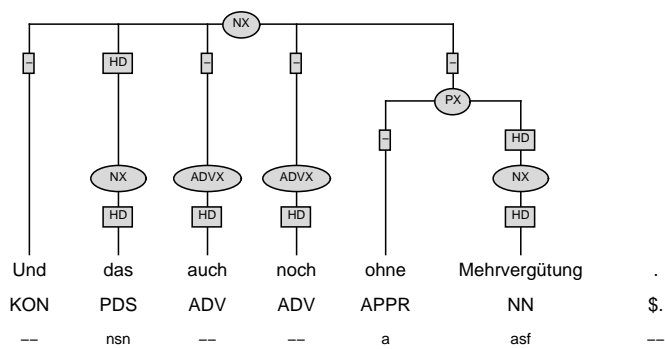 NX
– HD – – –
PX
– HD
NX ADVX ADVX NX
HD HD HD HD
Und das auch noch ohne Mehrvergütung .
KON PDS ADV ADV APPR NN $.
–– nsn –– –– a asf ––